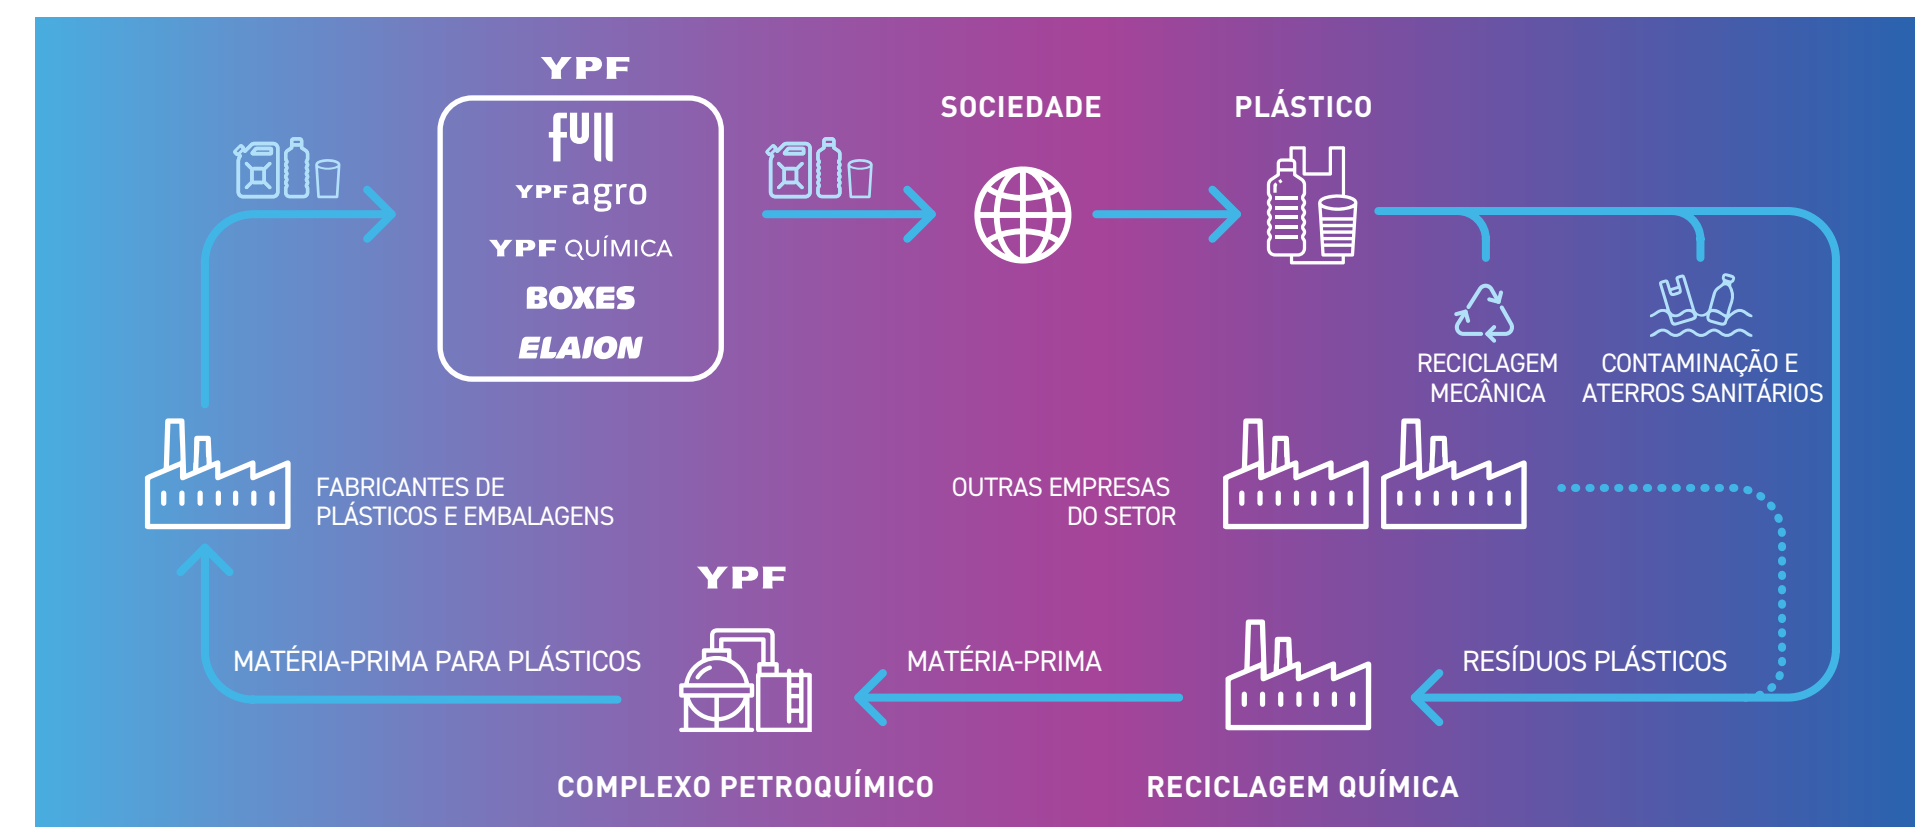 YPF
full
YPF agro
YPF QUÍMICA
BOXES
ELAION
SOCIEDADE
PLÁSTICO
RECICLAGEM
MECÂNICA
CONTAMINAÇÃO E
ATERROS SANITÁRIOS
FABRICANTES DE
PLÁSTICOS E EMBALAGENS
OUTRAS EMPRESAS
DO SETOR
YPF
MATÉRIA-PRIMA PARA PLÁSTICOS
MATÉRIA-PRIMA
RESÍDUOS PLÁSTICOS
COMPLEXO PETROQUÍMICO
RECICLAGEM QUÍMICA